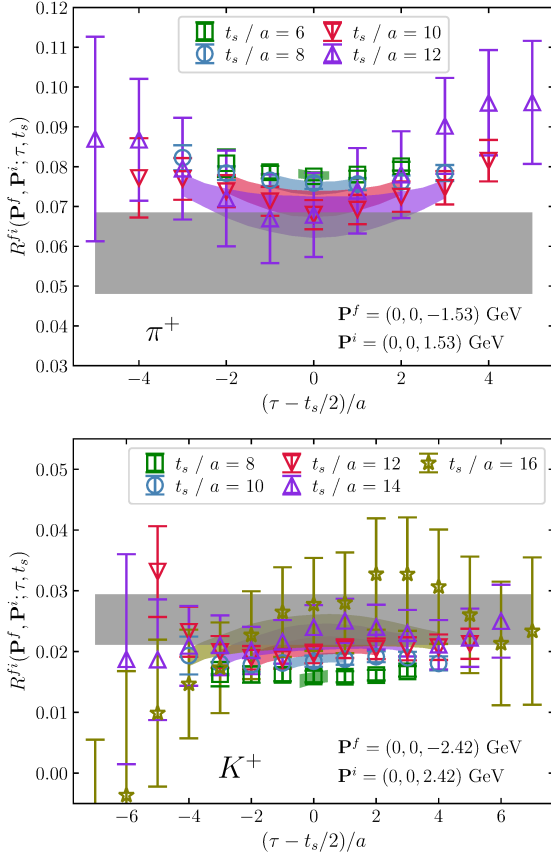 0.12
0.11
0.10
0.09
0.08
0.07
0.06
0.05
0.04
0.03
R^{fi}(P^f, P^i; τ, t_s)
t_s / a = 6
t_s / a = 10
t_s / a = 8
t_s / a = 12
π^+
P^f = (0, 0, −1.53) GeV
P^i = (0, 0, 1.53) GeV
−4 −2 0 2 4
(τ − t_s/2)/a
0.05
0.04
0.03
0.02
0.01
0.00
R^{fi}(P^f, P^i; τ, t_s)
t_s / a = 8
t_s / a = 12
t_s / a = 16
t_s / a = 10
t_s / a = 14
K^+
P^f = (0, 0, −2.42) GeV
P^i = (0, 0, 2.42) GeV
−6 −4 −2 0 2 4 6
(τ − t_s/2)/a